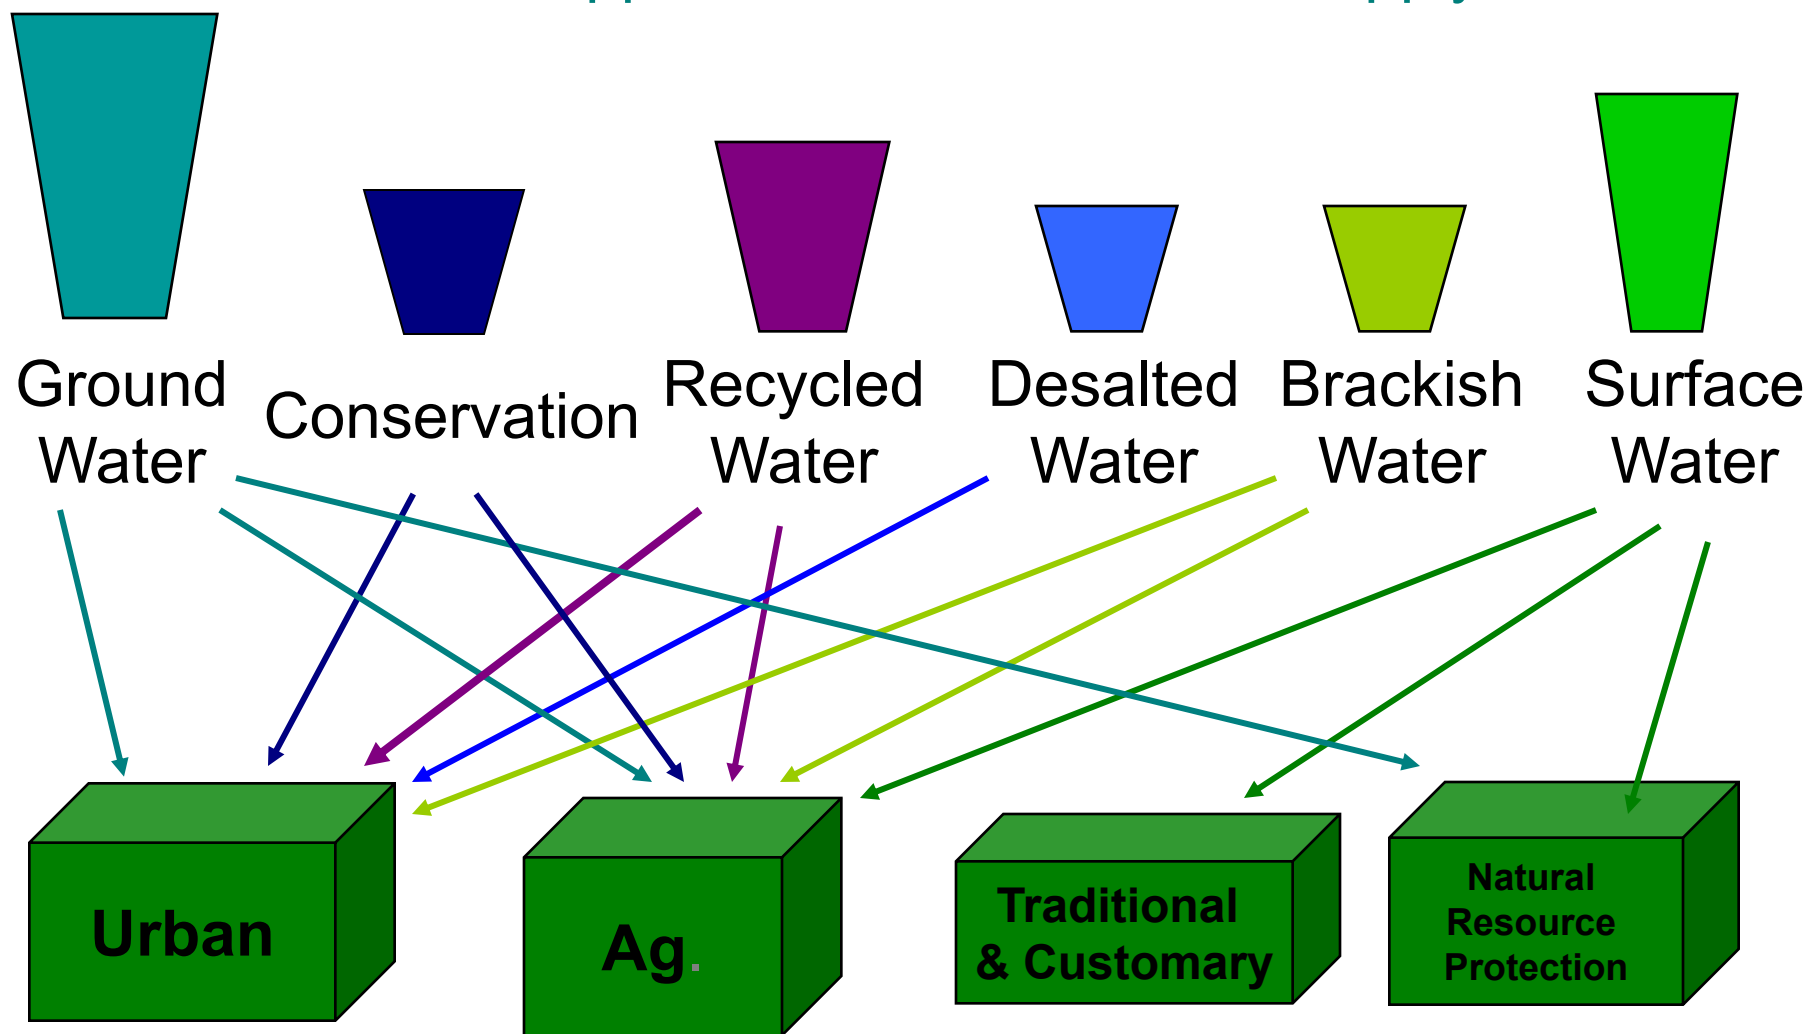 Ground
Water
Conservation
Recycled
Water
Desalted
Water
Brackish
Water
Surface
Water
Urban
Ag.
Traditional
& Customary
Natural
Resource
Protection